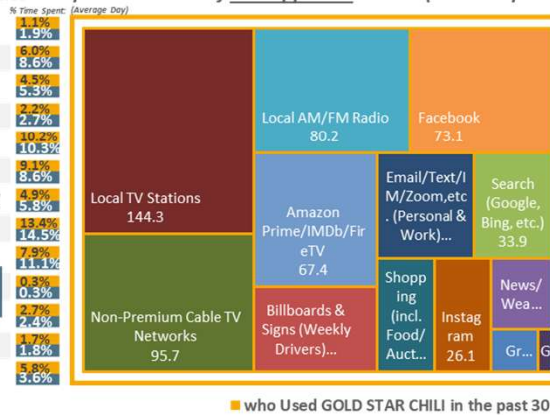 % Time Spent: (Average Day)
1.1%
1.9%
6.0%
8.6%
4.5%
5.3%
2.2%
2.7%
10.2%
10.3%
9.1%
8.6%
4.9%
5.8%
13.4%
14.5%
7.9%
11.1%
0.3%
0.3%
2.7%
2.4%
1.7%
1.8%
5.8%
3.6%
Local TV Stations
144.3
Non-Premium Cable TV
Networks
95.7
Local AM/FM Radio
80.2
Facebook
73.1
Amazon
Prime/IMDb/Fir
eTV
67.4
Email/Text/I
M/Zoom,etc
. (Personal &
Work)...
Search
(Google,
Bing, etc.)
33.9
Billboards &
Signs (Weekly
Drivers)...
Shopp
ing
(incl.
Food/
Auct...
Instag
ram
26.1
News/
Wea...
Gr...
G
who Used GOLD STAR CHILI in the past 30